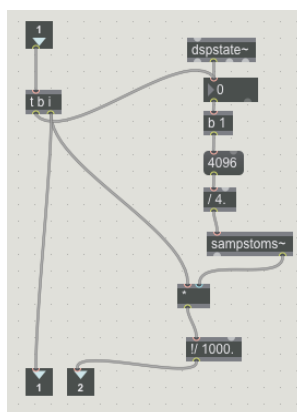 1
dspstate~
0
t b i
b 1
4096
/ 4.
sampstoms~
*
!/ 1000.
1
2